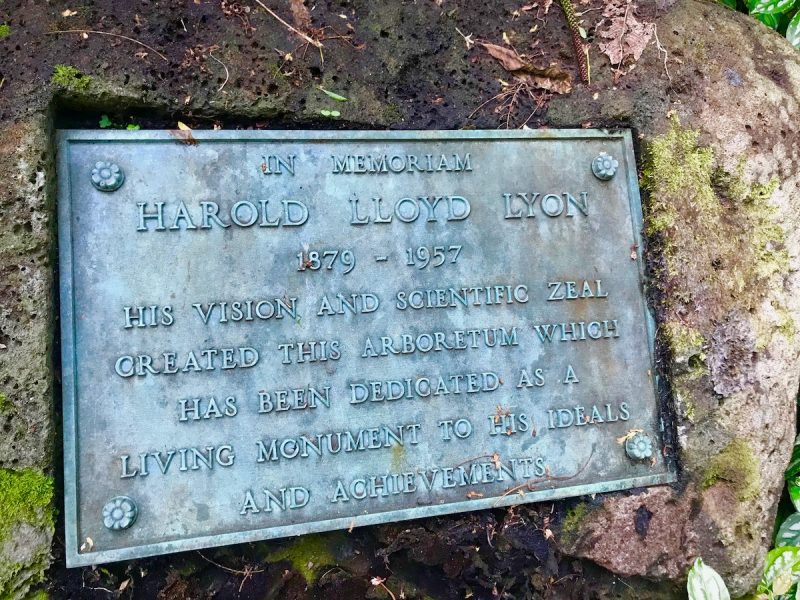 IN MEMORIAM
HAROLD LLOYD LYON
1879 - 1957
HIS VISION AND SCIENTIFIC ZEAL
CREATED THIS ARBORETUM WHICH
HAS BEEN DEDICATED AS A
LIVING MONUMENT TO HIS IDEALS
AND ACHIEVEMENTS